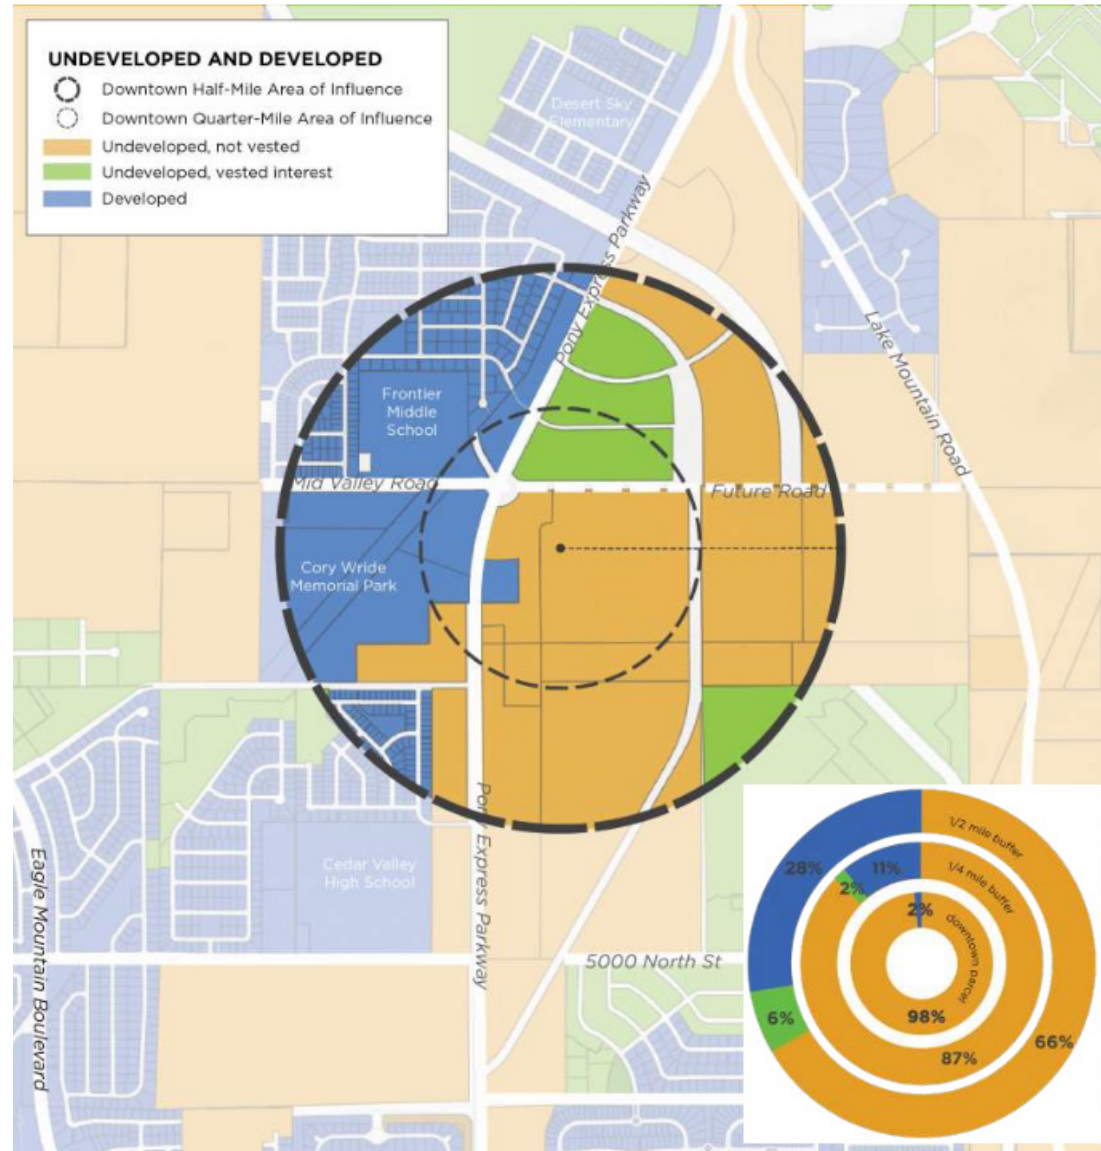 UNDEVELOPED AND DEVELOPED
Downtown Half-Mile Area of Influence
Downtown Quarter-Mile Area of Influence
Undeveloped, not vested
Undeveloped, vested interest
Developed
Desert Sky
Elementary
Pony Express Parkway
Lake Mountain Road
Frontier
Middle
School
Mid Valley Road
Future Road
Cory Wride
Memorial Park
Pony Express Parkway
Cedar Valley
High School
Eagle Mountain Boulevard
5000 North St
1/2 mile buffer
28%
11%
1/4 mile buffer
2%
2%
downtown parcel
98%
6%
87%
66%